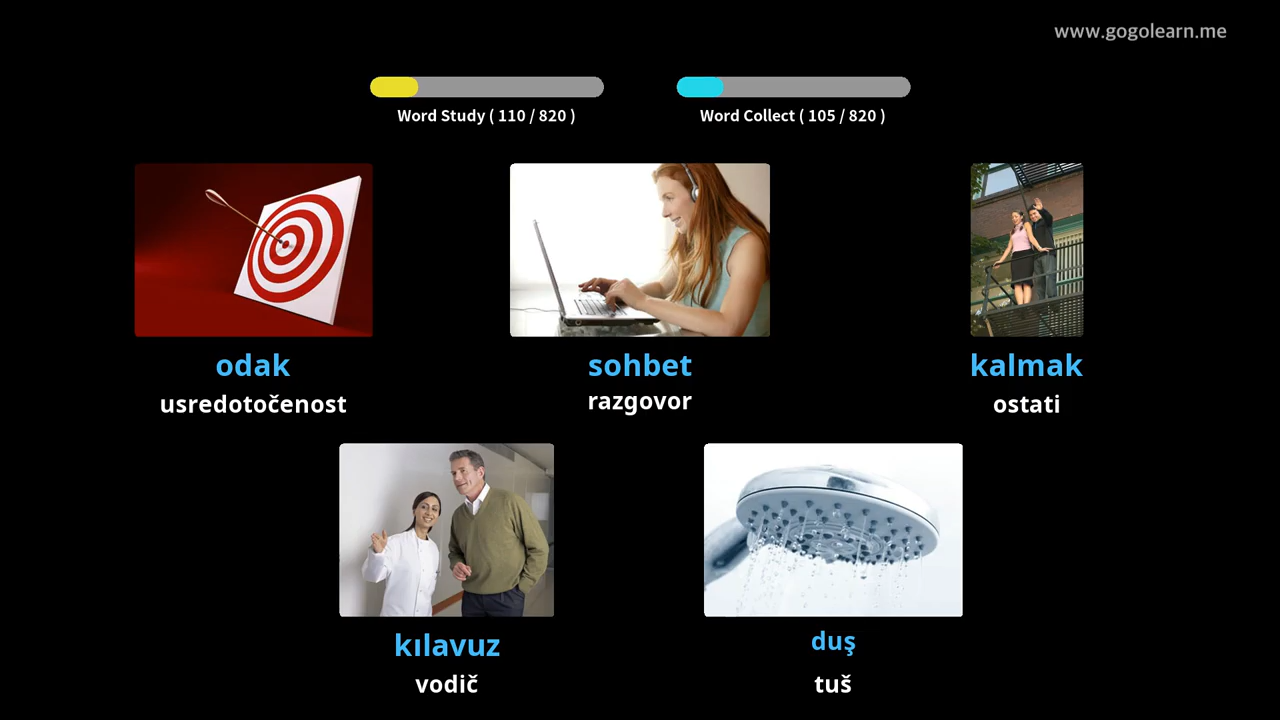 www.gogolearn.me
Word Study ( 110 / 820 )
Word Collect ( 105 / 820 )
odak
usredotočenost
sohbet
razgovor
kalmak
ostati
kılavuz
vodič
duş
tuš